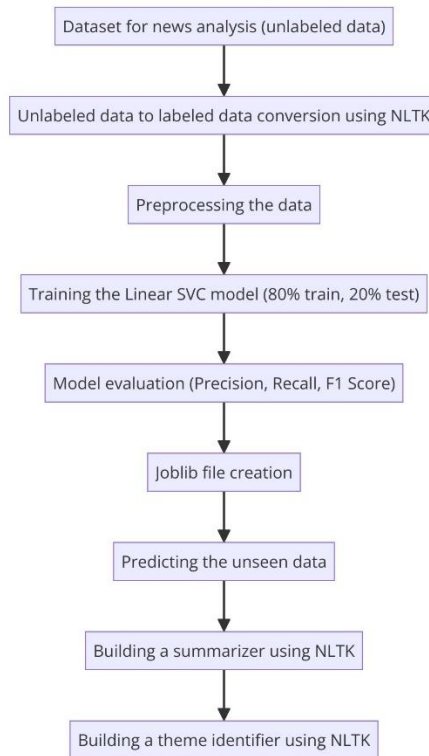 Dataset for news analysis (unlabeled data)
Unlabeled data to labeled data conversion using NLTK
Preprocessing the data
Training the Linear SVC model (80% train, 20% test)
Model evaluation (Precision, Recall, F1 Score)
Joblib file creation
Predicting the unseen data
Building a summarizer using NLTK
Building a theme identifier using NLTK